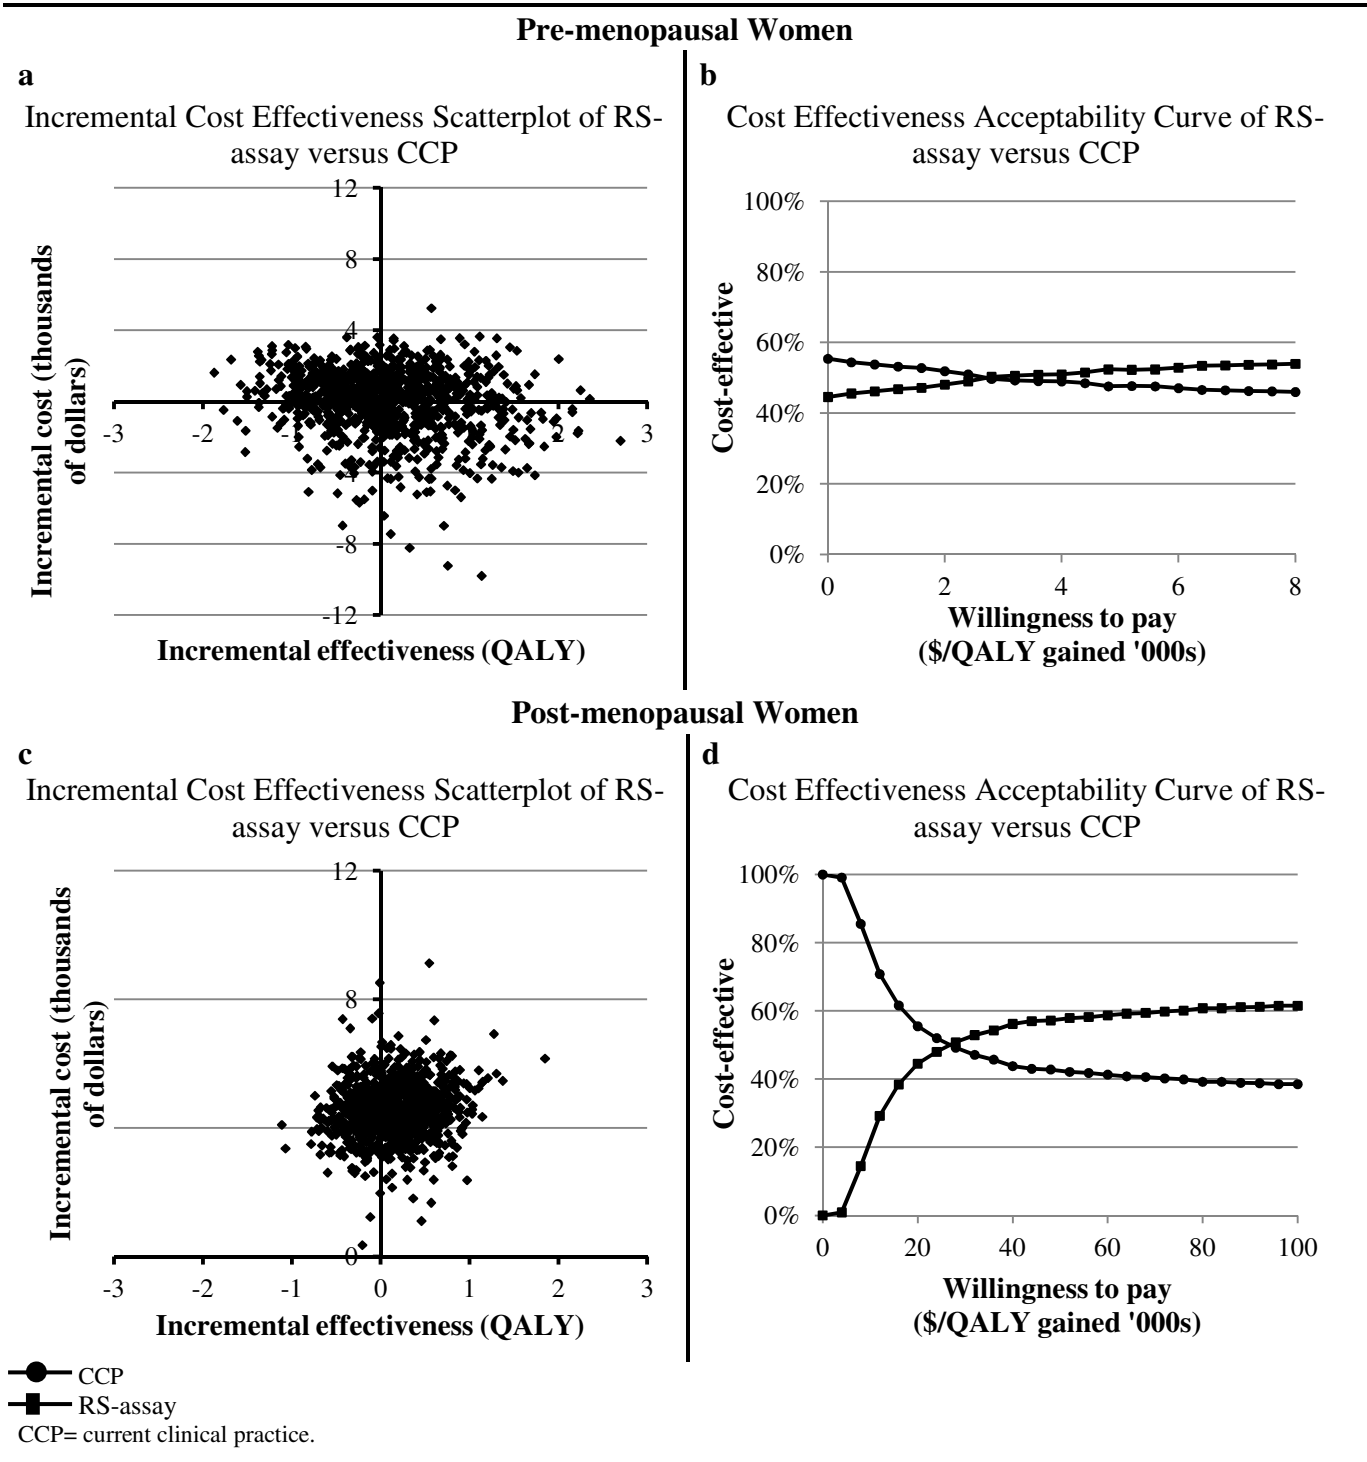 Pre-menopausal Women
a
Incremental Cost Effectiveness Scatterplot of RS-
assay versus CCP
12
8
4
-3
-2
2
3
-8
-12
Incremental cost (thousands
of dollars)
Incremental effectiveness (QALY)
b
Cost Effectiveness Acceptability Curve of RS-
assay versus CCP
100%
80%
60%
40%
20%
0%
0 2 4 6 8
Cost-effective
Willingness to pay
($/QALY gained '000s)
Post-menopausal Women
c
Incremental Cost Effectiveness Scatterplot of RS-
assay versus CCP
12
8
0
-3 -2 -1 0 1 2 3
Incremental cost (thousands
of dollars)
Incremental effectiveness (QALY)
d
Cost Effectiveness Acceptability Curve of RS-
assay versus CCP
100%
80%
60%
40%
20%
0%
0 20 40 60 80 100
Cost-effective
Willingness to pay
($/QALY gained '000s)
CCP
RS-assay
CCP= current clinical practice.